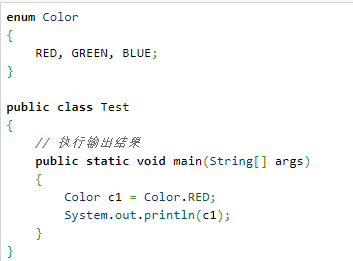 enum Color
{
    RED, GREEN, BLUE;
}

public class Test
{
    // 执行输出结果
    public static void main(String[] args)
    {
        Color c1 = Color.RED;
        System.out.println(c1);
    }
}